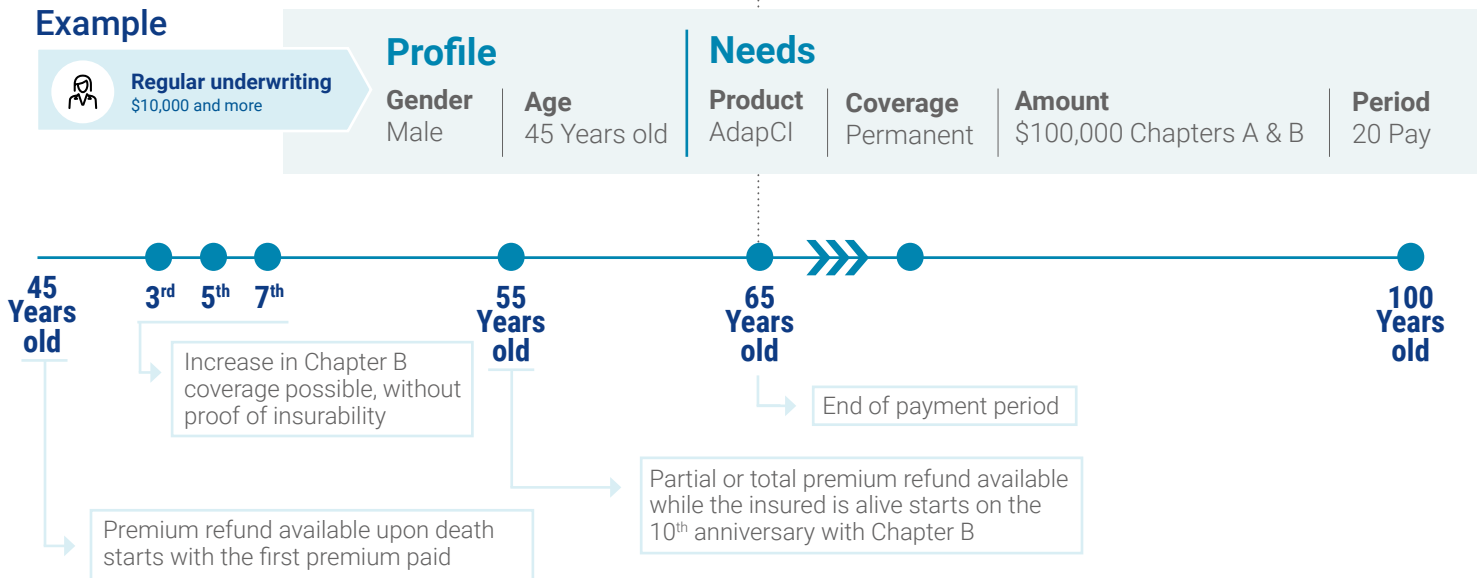 Example
Regular underwriting
$10,000 and more
Profile
Gender
Male
Age
45 Years old
Needs
Product
AdapCI
Coverage
Permanent
Amount
$100,000 Chapters A & B
Period
20 Pay
45
Years
old
3rd
5th
7th
55
Years
old
65
Years
old
100
Years
old
Increase in Chapter B
coverage possible, without
proof of insurability
End of payment period
Partial or total premium refund available
while the insured is alive starts on the
10th anniversary with Chapter B
Premium refund available upon death
starts with the first premium paid